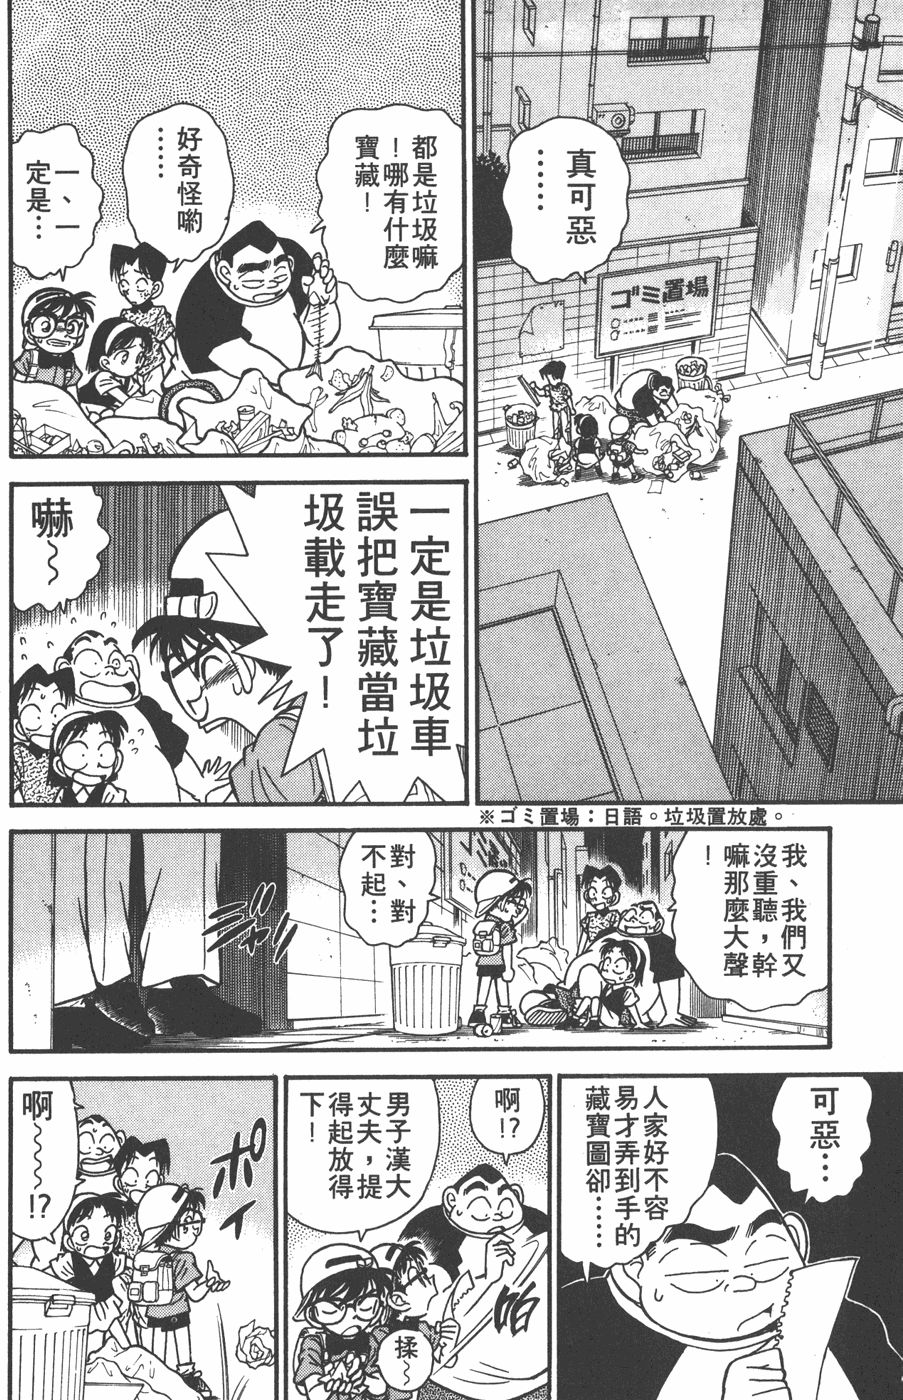 真可惡
……
ゴミ置場
都是垃圾嘛
！哪有什麼
寶藏！
好奇怪喲
……
一、一
定是…
一定是垃圾車
誤把寶藏當垃
圾載走了！
嚇～
※ゴミ置場：日語。垃圾置放處。
我、我們又
沒重聽，幹
嘛那麼大聲
！
對、對
不起…
ジャリッ
可惡…
人家好不容
易才弄到手的
藏寶圖卻……
啊!?
男子漢大
丈夫，提
得起放得
下！
揉～
啊～～!?
ポイ